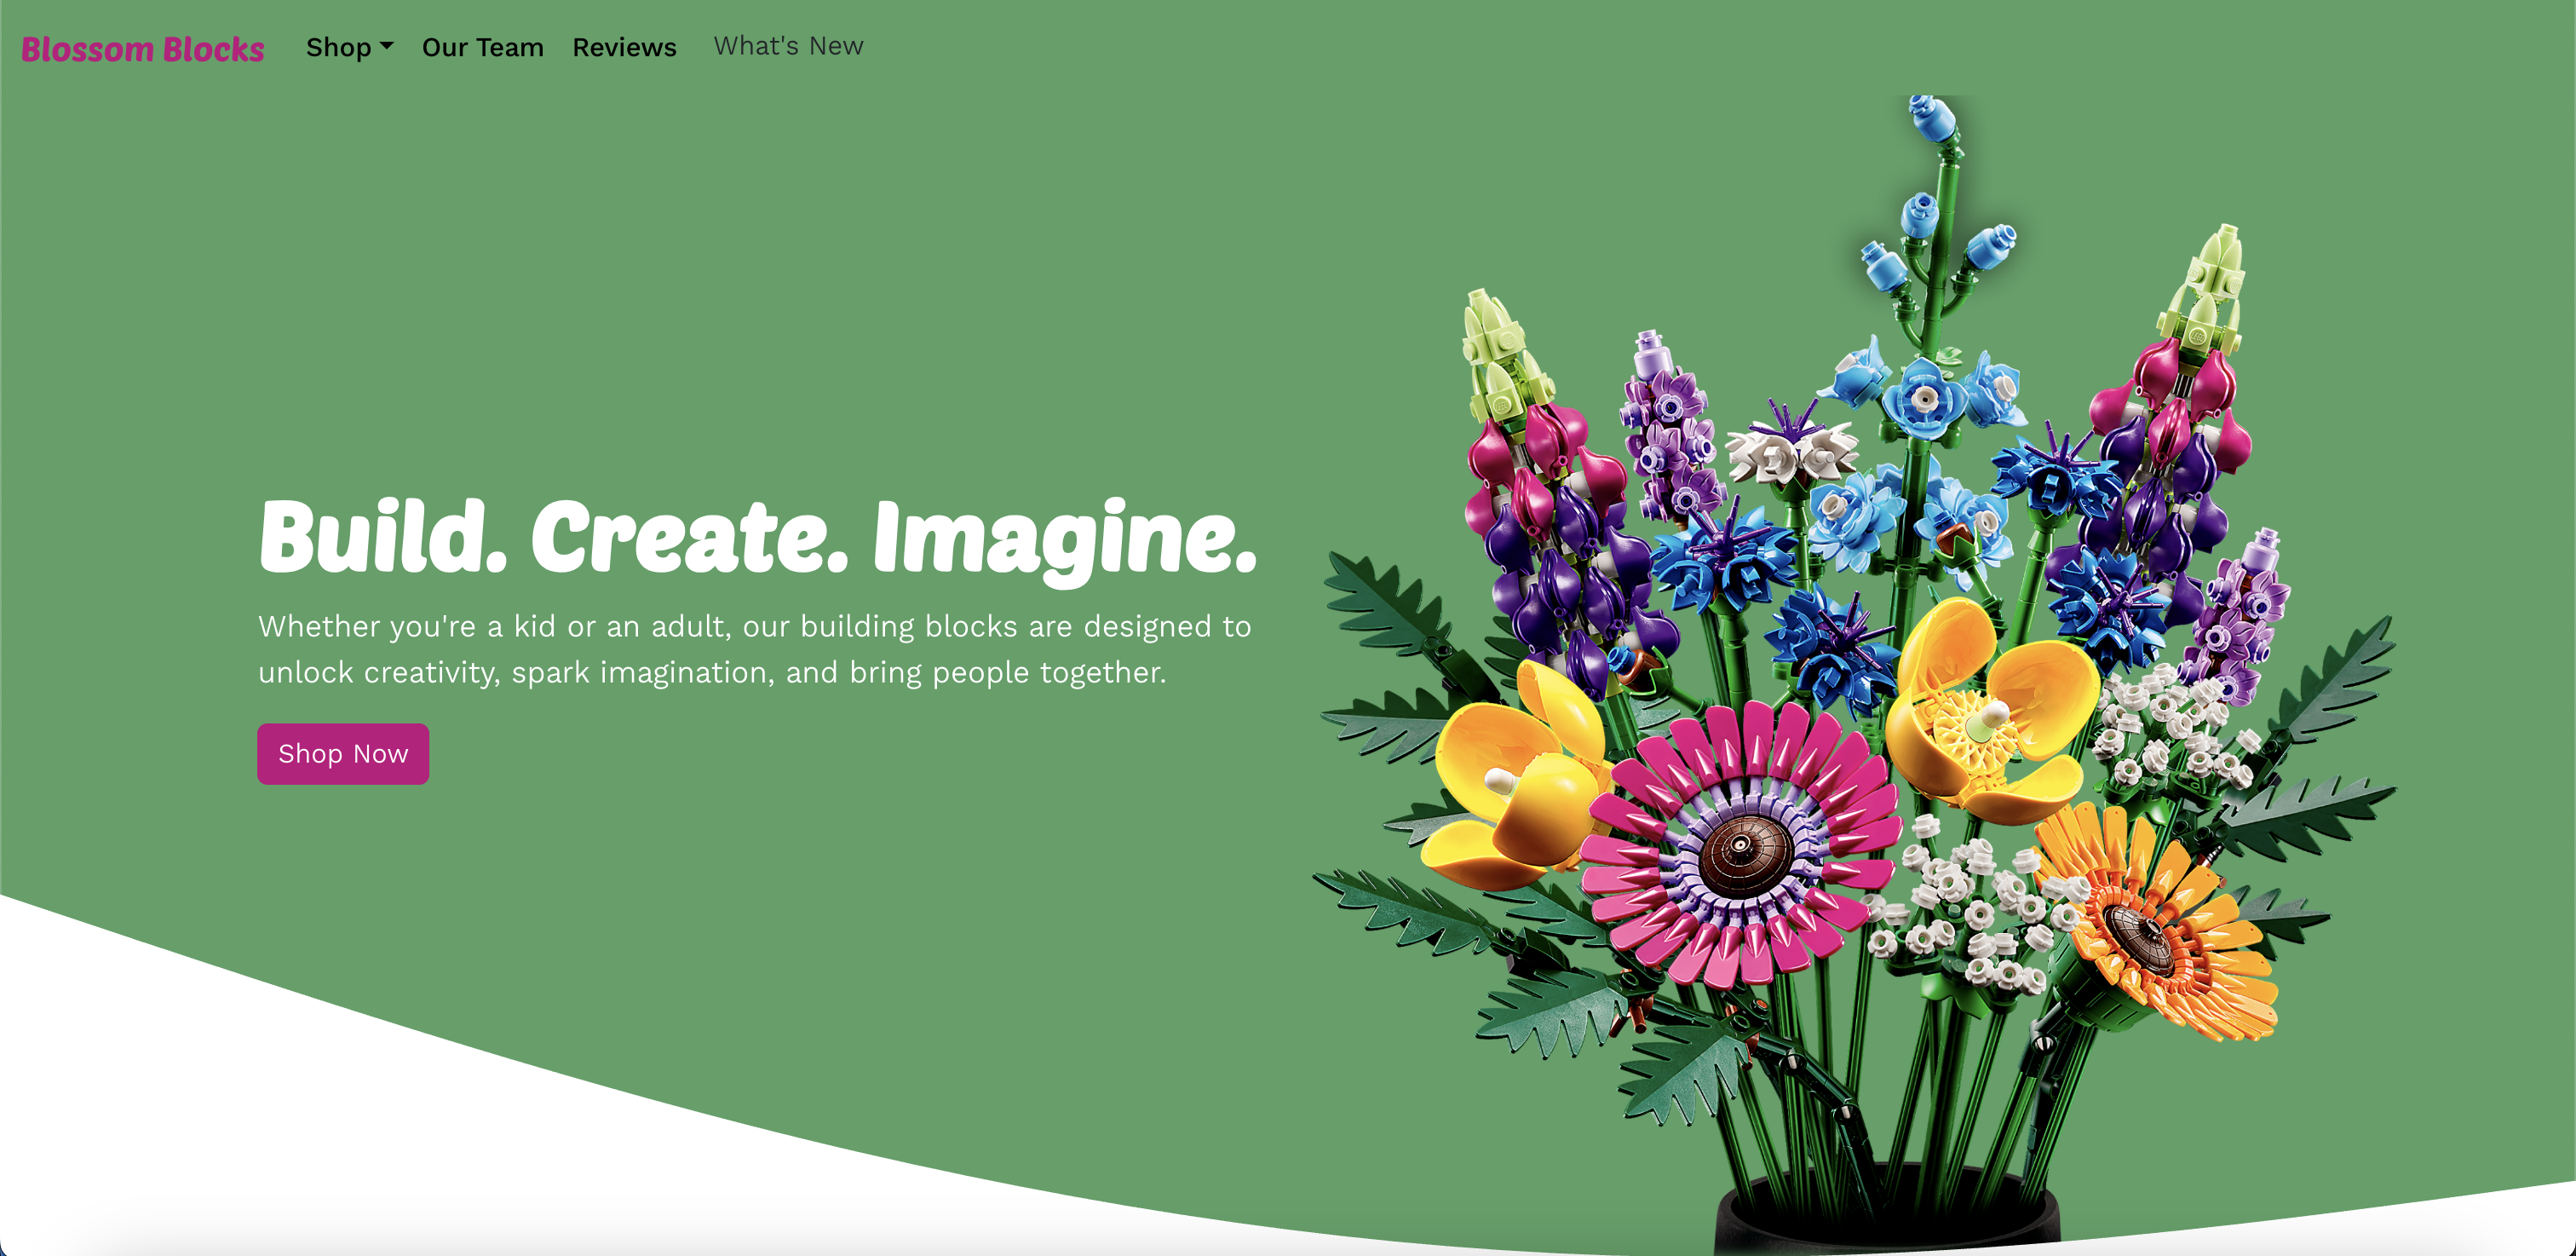 Blossom Blocks Shop Our Team Reviews What's New
Build. Create. Imagine.
Whether you're a kid or an adult, our building blocks are designed to
unlock creativity, spark imagination, and bring people together.
Shop Now